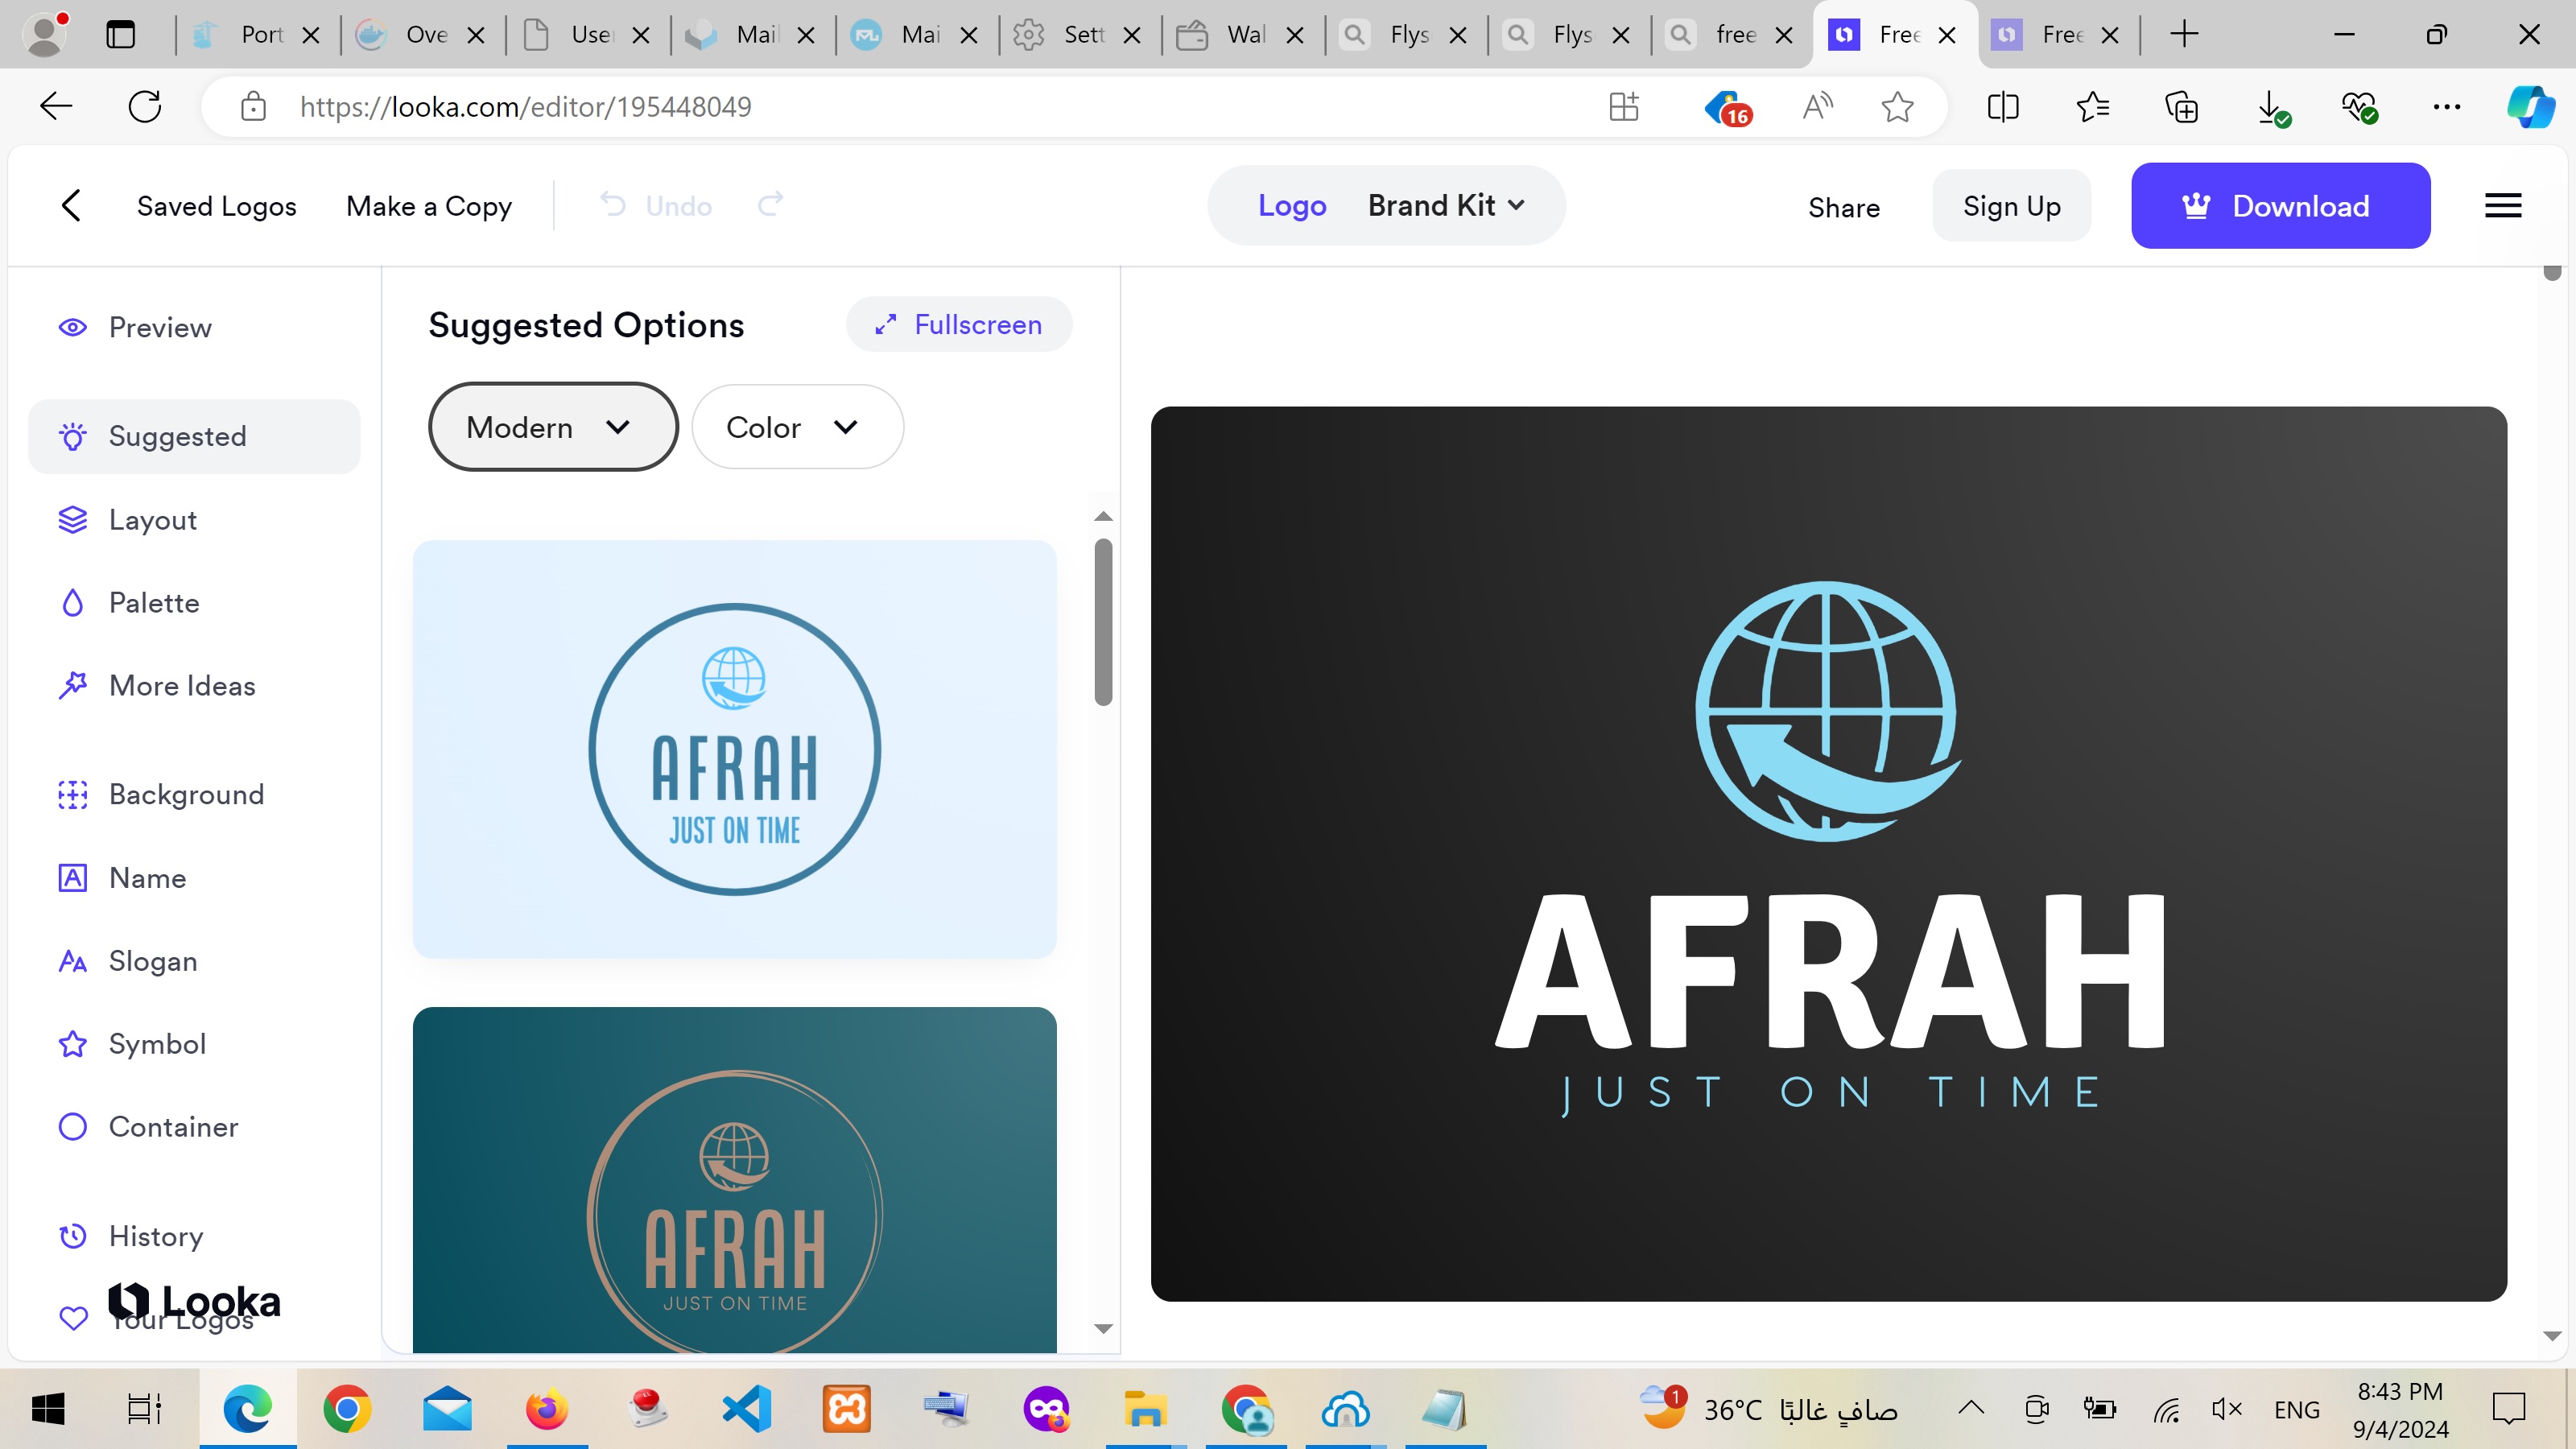 Port
Ove
Use
Mail
Mai
Sett
Wal
Flys
Flys
free
Free
Free
https://looka.com/editor/195448049
16
Saved Logos
Make a Copy
Undo
Logo
Brand Kit
Share
Sign Up
Download
Preview
Suggested
Layout
Palette
More Ideas
Background
Name
Slogan
Symbol
Container
History
Looka
Your Logos
Suggested Options
Fullscreen
Modern
Color
AFRAH
JUST ON TIME
AFRAH
JUST ON TIME
AFRAH
JUST ON TIME
1
36°C صافٍ غالبًا
ENG
8:43 PM
9/4/2024